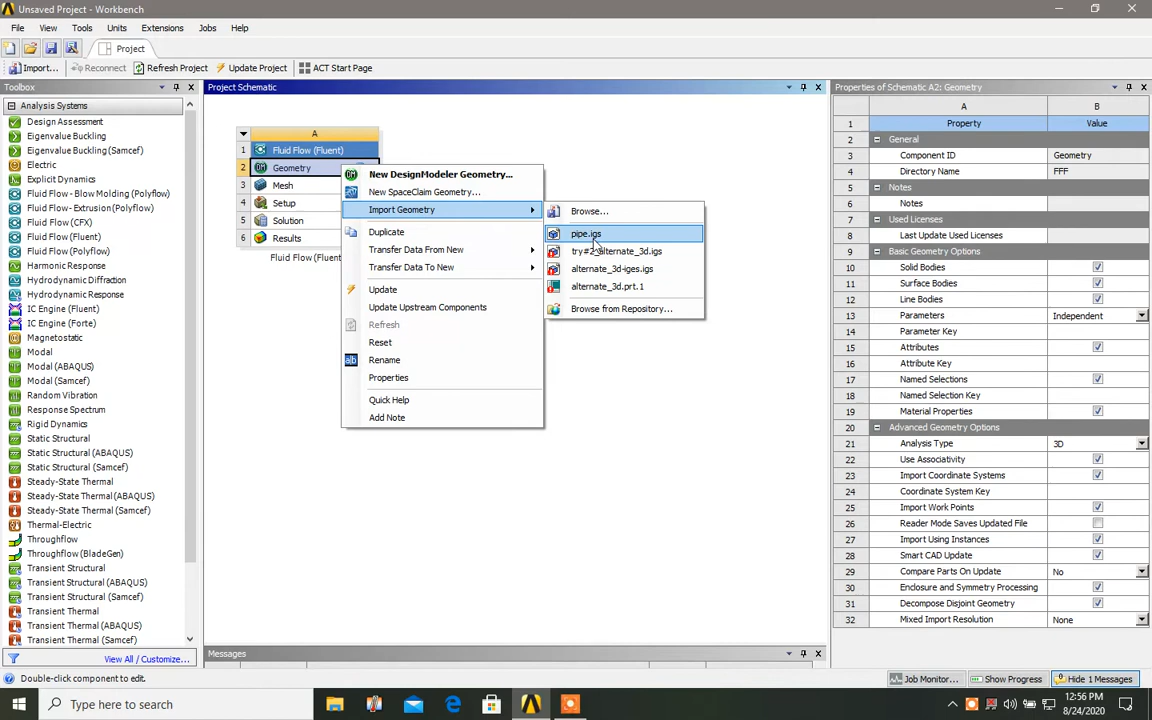 Unsaved Project - Workbench
File View Tools Units Extensions Jobs Help
Project
Import... Reconnect Refresh Project Update Project ACT Start Page
Toolbox
Analysis Systems
Design Assessment
Eigenvalue Buckling
Eigenvalue Buckling (Samcef)
Electric
Explicit Dynamics
Fluid Flow - Blow Molding (Polyflow)
Fluid Flow - Extrusion (Polyflow)
Fluid Flow (CFX)
Fluid Flow (Fluent)
Fluid Flow (Polyflow)
Harmonic Acoustics
Harmonic Response
Hydrodynamic Diffraction
Hydrodynamic Response
IC Engine (Fluent)
IC Engine (Forte)
Magnetostatic
Modal
Modal (ABAQUS)
Modal (Samcef)
Random Vibration
Response Spectrum
Rigid Dynamics
Static Structural
Static Structural (ABAQUS)
Static Structural (Samcef)
Steady-State Thermal
Steady-State Thermal (ABAQUS)
Steady-State Thermal (Samcef)
Thermal-Electric
Throughflow
Throughflow (BladeGen)
Transient Structural
Transient Structural (ABAQUS)
Transient Structural (Samcef)
Transient Thermal
Transient Thermal (ABAQUS)
Transient Thermal (Samcef)
View All / Customize...
Project Schematic
A
1 Fluid Flow (Fluent)
2 Geometry
3 Mesh
4 Setup
5 Solution
6 Results
Fluid Flow (Fluent
New DesignModeler Geometry...
New SpaceClaim Geometry...
Import Geometry
Duplicate
Transfer Data From New
Transfer Data To New
Update
Update Upstream Components
Refresh
Reset
Rename
Properties
Quick Help
Add Note
Browse...
pipe.igs
try#2_alternate_3d.igs
alternate_3d-iges.igs
alternate_3d.prt.1
Browse from Repository...
Messages
Properties of Schematic A2: Geometry
A B
1 Property Value
2 General
3 Component ID Geometry
4 Directory Name FFF
5 Notes
6 Notes
7 Used Licenses
8 Last Update Used Licenses
9 Basic Geometry Options
10 Solid Bodies
11 Surface Bodies
12 Line Bodies
13 Parameters Independent
14 Parameter Key
15 Attributes
16 Attribute Key
17 Named Selections
18 Named Selection Key
19 Material Properties
20 Advanced Geometry Options
21 Analysis Type 3D
22 Use Associativity
23 Import Coordinate Systems
24 Coordinate System Key
25 Import Work Points
26 Reader Mode Saves Updated File
27 Import Using Instances
28 Smart CAD Update
29 Compare Parts On Update No
30 Enclosure and Symmetry Processing
31 Decompose Disjoint Geometry
32 Mixed Import Resolution None
Double-click component to edit.
Job Monitor... Show Progress Hide 1 Messages
Type here to search
12:56 PM
8/24/2020